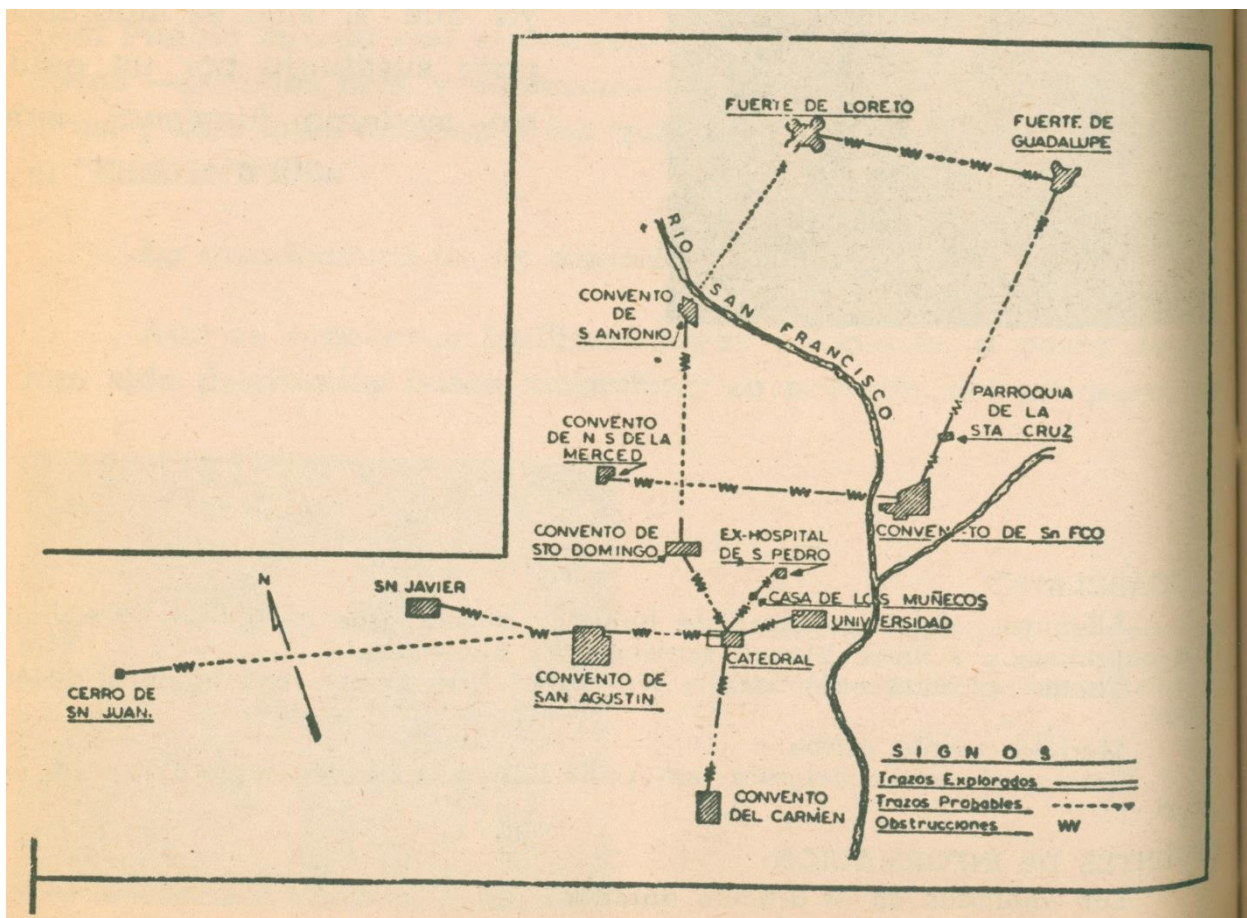 FUERTE DE LORETO
FUERTE DE
GUADALUPE
RIO SAN FRANCISCO
CONVENTO
DE
S ANTONIO
PARROQUIA
DE LA
STA CRUZ
CONVENTO
DE N S DE LA
MERCED
CONVENTO DE Sn FCO
CONVENTO DE
STO DOMINGO
EX-HOSPITAL
DE S PEDRO
CASA DE LOS MUÑECOS
UNIVERSIDAD
SN JAVIER
N
CATEDRAL
CONVENTO DE
SAN AGUSTIN
CERRO DE
SN JUAN.
CONVENTO
DEL CARMEN
SIGNOS
Trazos Explorados
Trazos Probables
Obstrucciones